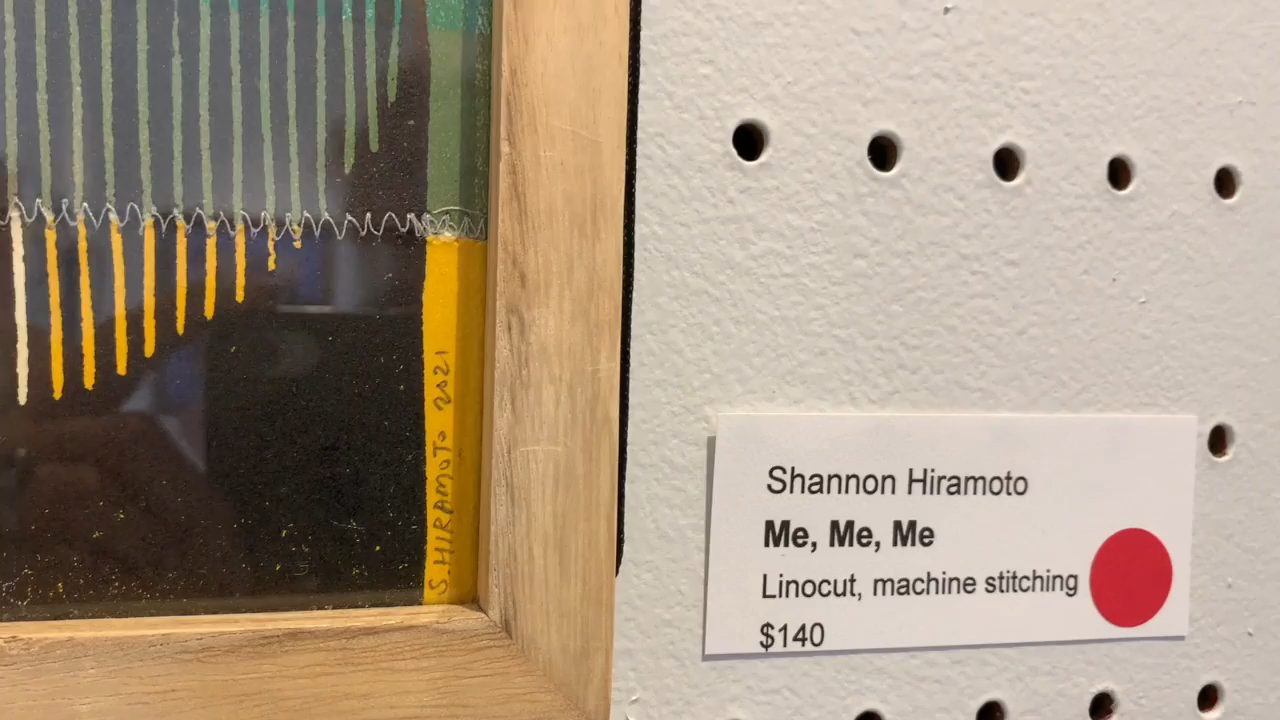 S. HIRAMOTO 2021
Shannon Hiramoto
Me, Me, Me
Linocut, machine stitching
$140